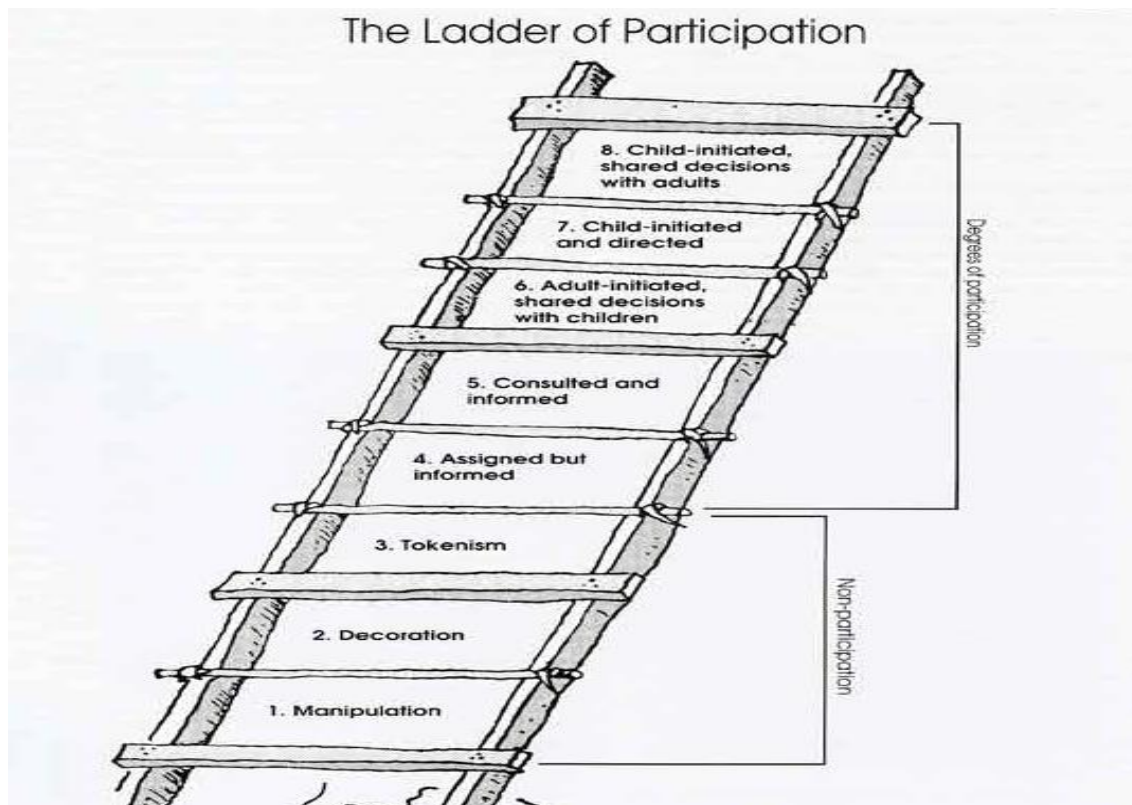 The Ladder of Participation
8. Child-initiated,
shared decisions
with adults
7. Child-initiated
and directed
6. Adult-initiated,
shared decisions
with children
5. Consulted and
informed
4. Assigned but
informed
3. Tokenism
2. Decoration
1. Manipulation
Degrees of participation
Non-participation